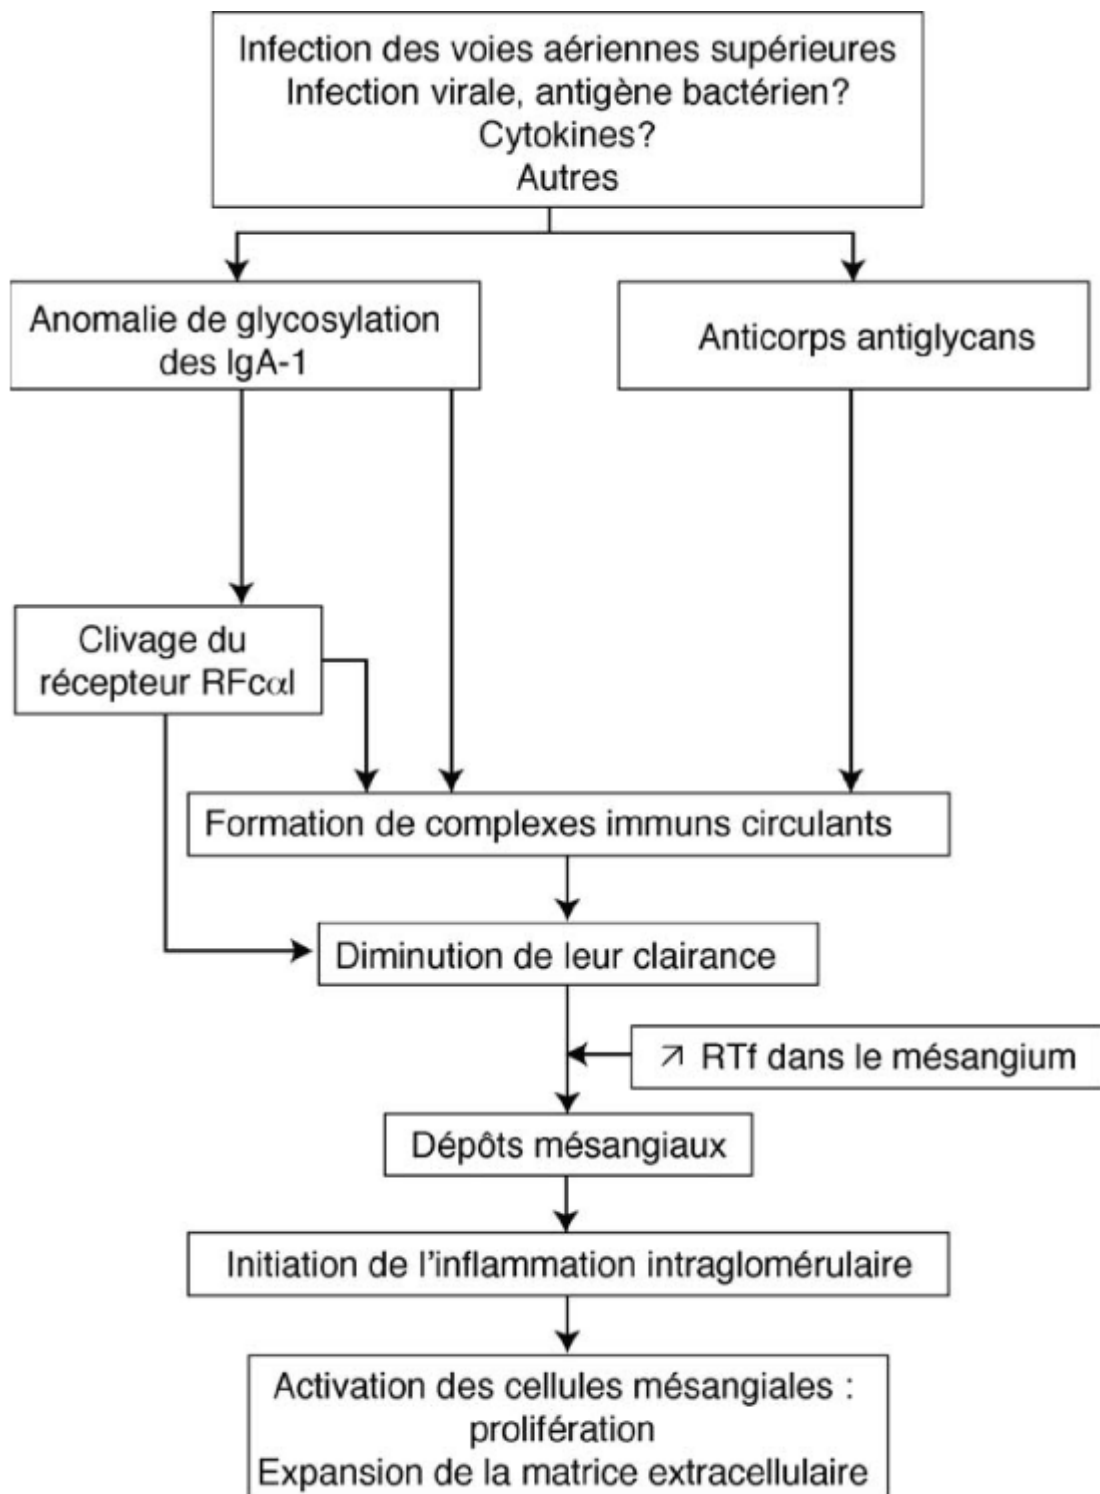 Infection des voies aériennes supérieures
Infection virale, antigène bactérien?
Cytokines?
Autres
Anomalie de glycosylation
des IgA-1
Anticorps antiglycans
Clivage du
récepteur RFcαI
Formation de complexes immuns circulants
Diminution de leur clairance
↗ RTf dans le mésangium
Dépôts mésangiaux
Initiation de l'inflammation intraglomérulaire
Activation des cellules mésangiales :
prolifération
Expansion de la matrice extracellulaire